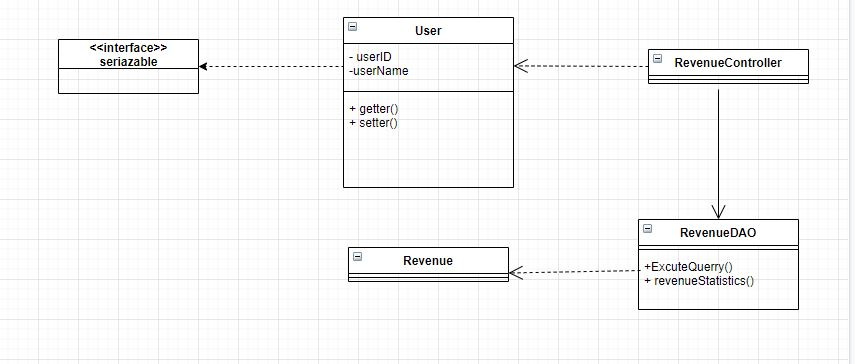 <<interface>>
seriazable
User
- userID
-userName
+ getter()
+ setter()
RevenueController
RevenueDAO
+ExcuteQuerry()
+ revenueStatistics()
Revenue